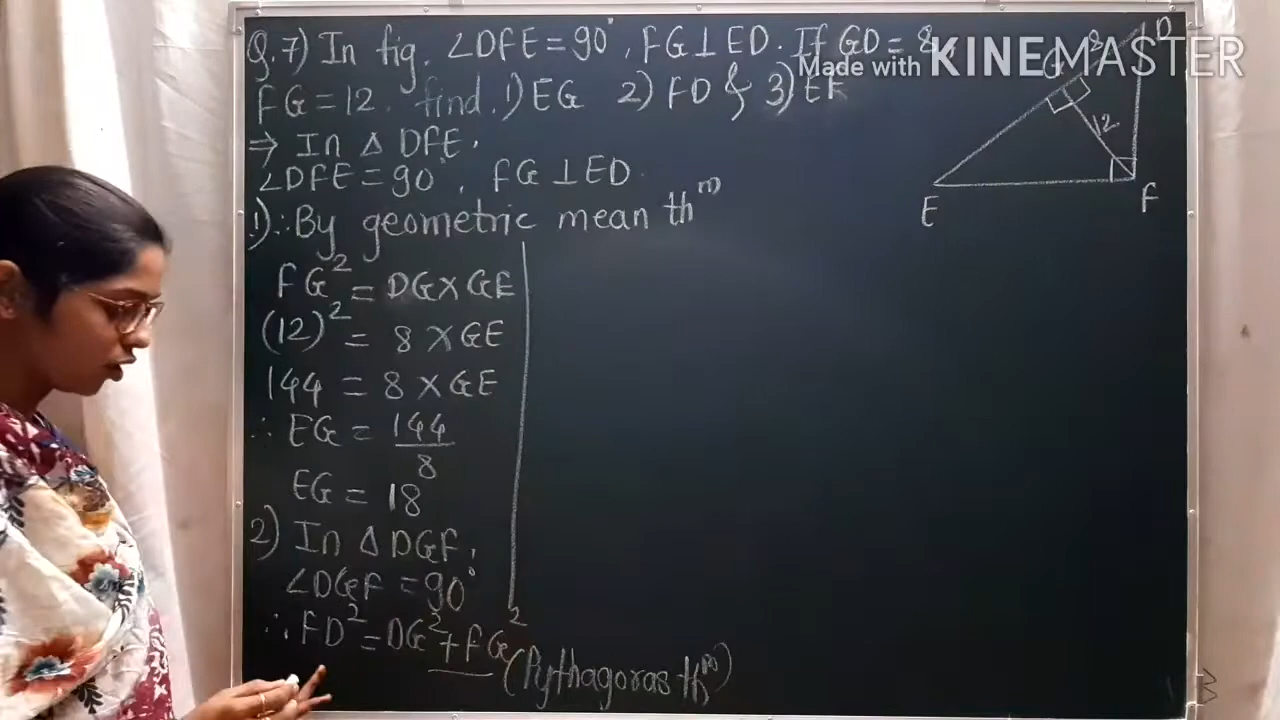 Q.7) In fig. ∠DFE = 90°, FG ⊥ ED. If GD = 8,
FG = 12. find. 1) EG 2) FD & 3) EF
Made with KINEMASTER
⇒ In △ DFE,
∠DFE = 90°, FG ⊥ ED.
1) ∴ By geometric mean thm
FG² = DG × GE
(12)² = 8 × GE
144 = 8 × GE
∴ EG = 144/8
EG = 18
2) In △ DGF,
∠DGF = 90°
∴ FD² = DG² + FG² (Pythagoras thm)
D
8
G
12
E
F